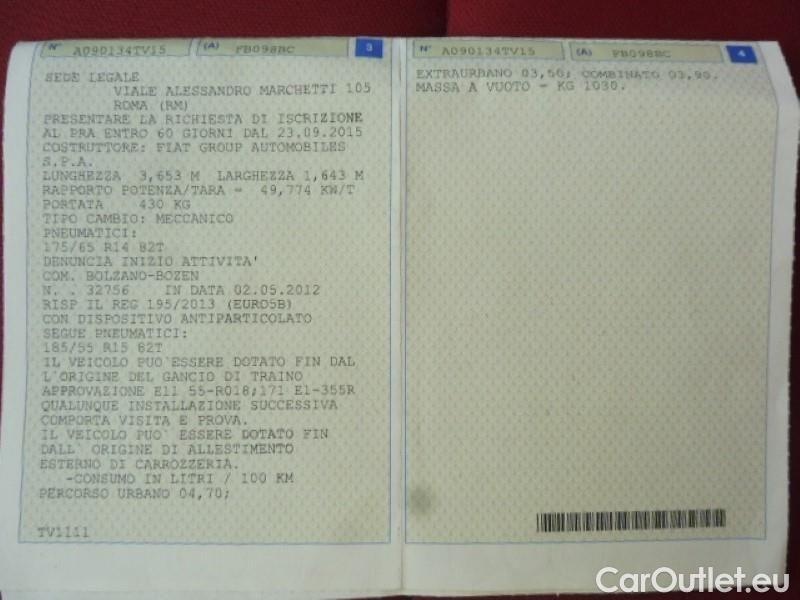 N° A090134TV15 (A) FB098BC 3
SEDE LEGALE
VIALE ALESSANDRO MARCHETTI 105
ROMA (RM)
PRESENTARE LA RICHIESTA DI ISCRIZIONE
AL PRA ENTRO 60 GIORNI DAL 23.09.2015
COSTRUTTORE: FIAT GROUP AUTOMOBILES
S.P.A.
LUNGHEZZA 3,653 M LARGHEZZA 1,643 M
RAPPORTO POTENZA/TARA = 49,774 KW/T
PORTATA 430 KG
TIPO CAMBIO: MECCANICO
PNEUMATICI:
175/65 R14 82T
DENUNCIA INIZIO ATTIVITA'
COM. BOLZANO-BOZEN
N. . 32756 IN DATA 02.05.2012
RISP IL REG 195/2013 (EURO5B)
CON DISPOSITIVO ANTIPARTICOLATO
SEGUE PNEUMATICI:
185/55 R15 82T
IL VEICOLO PUO`ESSERE DOTATO FIN DAL
L'ORIGINE DEL GANCIO DI TRAINO
APPROVAZIONE E11 55-R018;171 E1-355R
QUALUNQUE INSTALLAZIONE SUCCESSIVA
COMPORTA VISITA E PROVA.
IL VEICOLO PUO` ESSERE DOTATO FIN
DALL` ORIGINE DI ALLESTIMENTO
ESTERNO DI CARROZZERIA.
-CONSUMO IN LITRI / 100 KM
PERCORSO URBANO 04,70;
TV1111
N° A090134TV15 (A) FB098BC 4
EXTRAURBANO 03,50; COMBINATO 03,90.
MASSA A VUOTO - KG 1030.
CarOutlet.eu